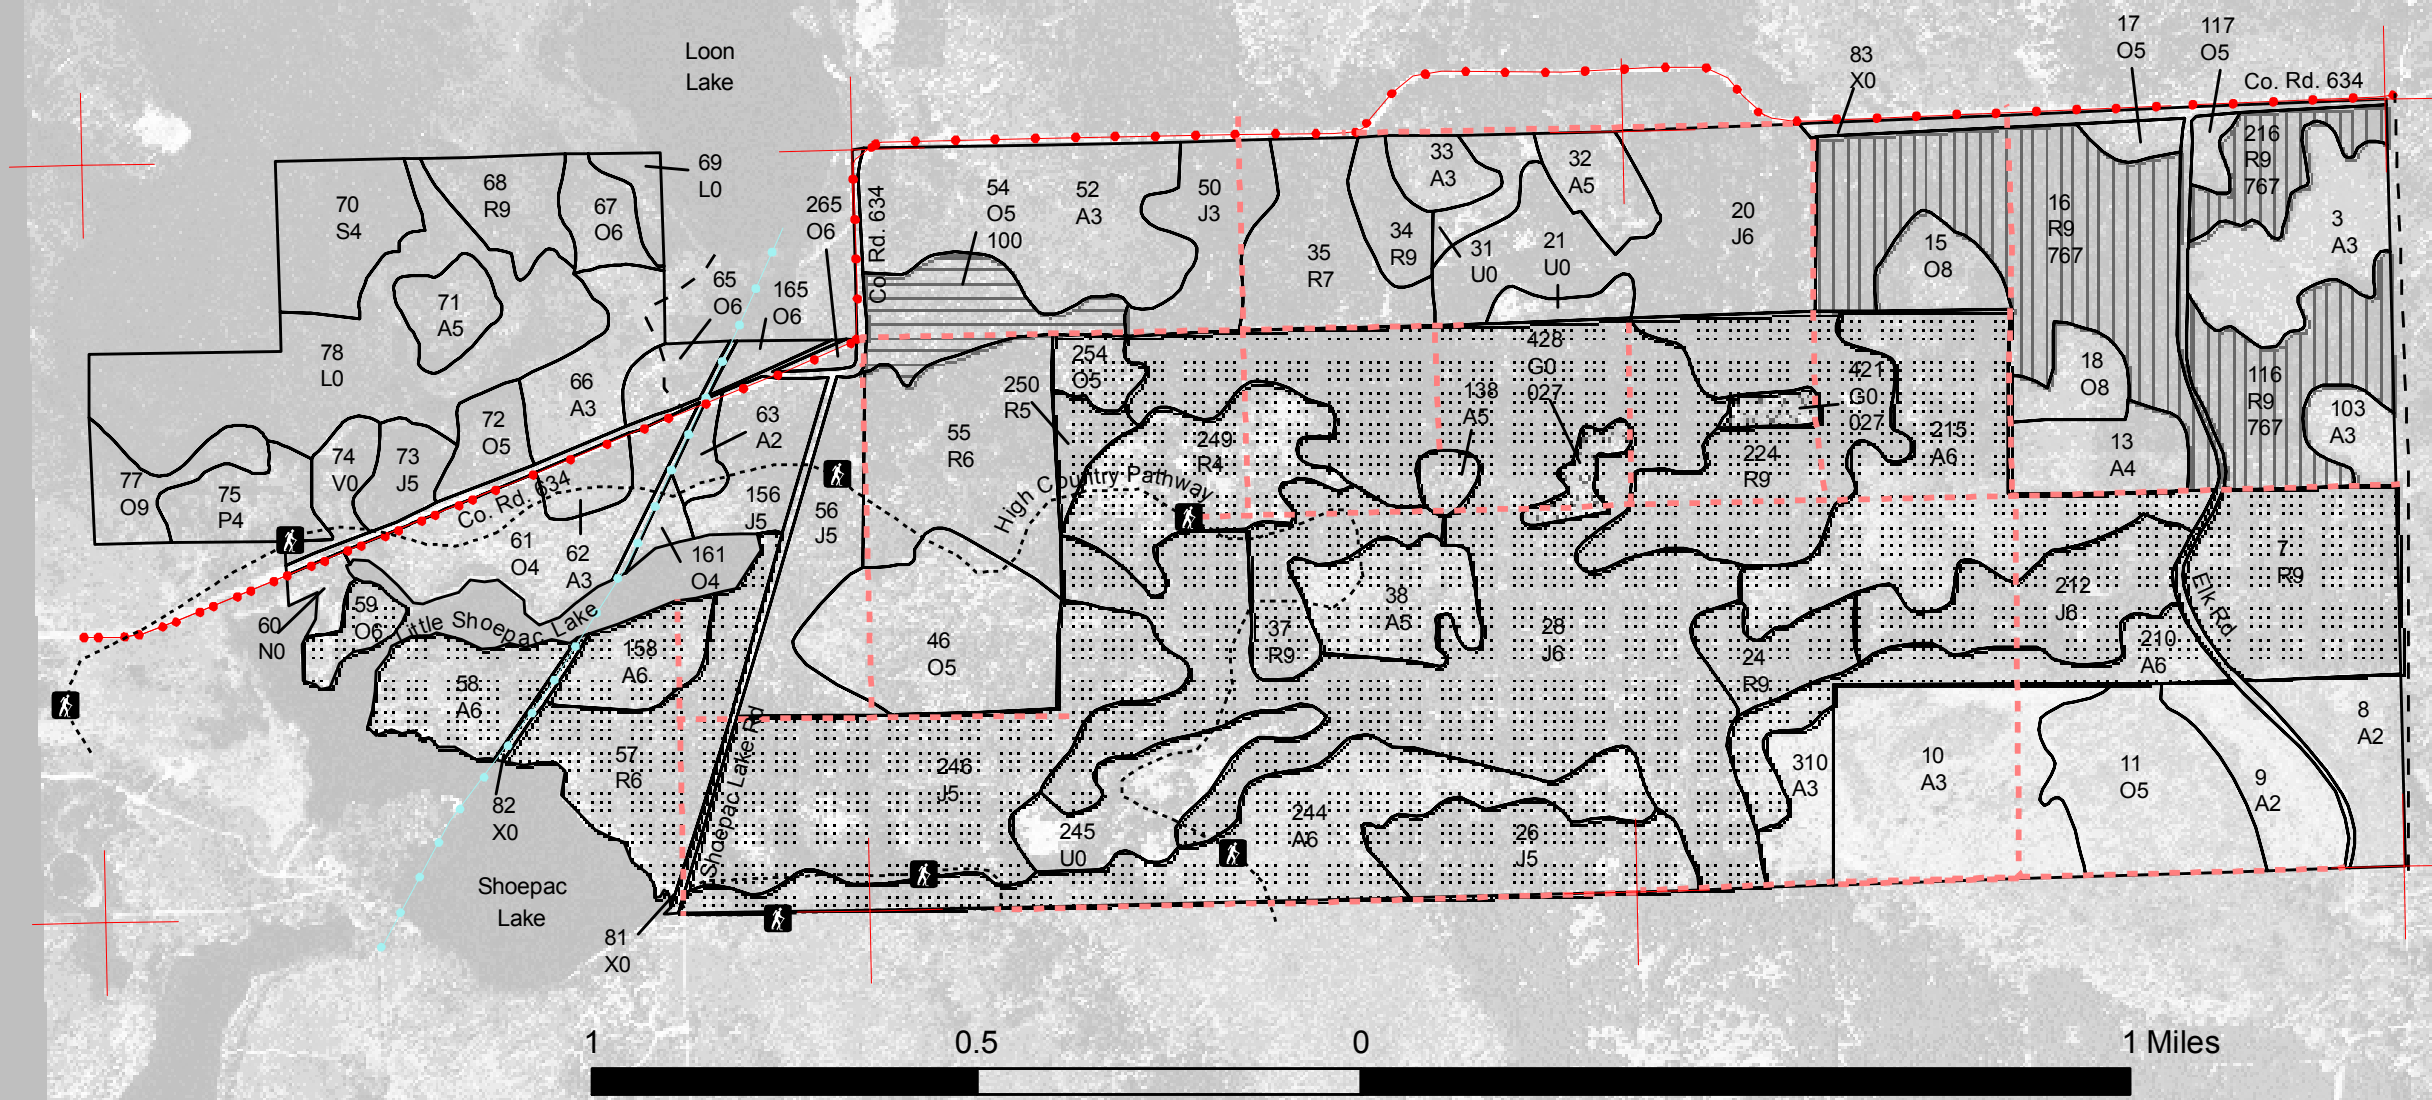 Loon
Lake
17
O5
117
O5
83
X0
Co. Rd. 634
69
L0
70
S4
68
R9
67
O6
265
O6
Co. Rd. 634
54
O5
100
52
A3
50
J3
33
A3
32
A5
20
J6
216
R9
767
16
R9
767
3
A3
15
O8
35
R7
34
R9
31
U0
21
U0
71
A5
65
O6
165
O6
78
L0
66
A3
254
O5
250
R5
428
G0
027
138
A5
421
G0
027
18
O8
116
R9
767
103
A3
72
O5
63
A2
55
R6
249
R4
224
R9
215
A6
13
A4
77
O9
75
P4
74
V0
73
J5
Co. Rd. 634
156
J5
56
J5
High Country Pathway
61
O4
62
A3
161
O4
7
R9
212
J6
Elk Rd
59
O6
60
N0
Little Shoepac Lake
158
A6
46
O5
37
R9
38
A5
28
J6
24
R9
210
A6
58
A6
57
R6
Shoepac Lake Rd
246
J5
245
U0
244
A6
26
J5
310
A3
10
A3
11
O5
9
A2
8
A2
82
X0
Shoepac
Lake
81
X0
1
0.5
0
1 Miles